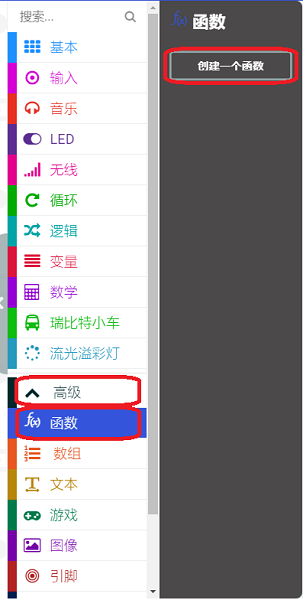 搜索...
基本
输入
音乐
LED
无线
循环
逻辑
变量
数学
瑞比特小车
流光溢彩灯
高级
f(x) 函数
数组
文本
游戏
图像
引脚
f(x) 函数
创建一个函数